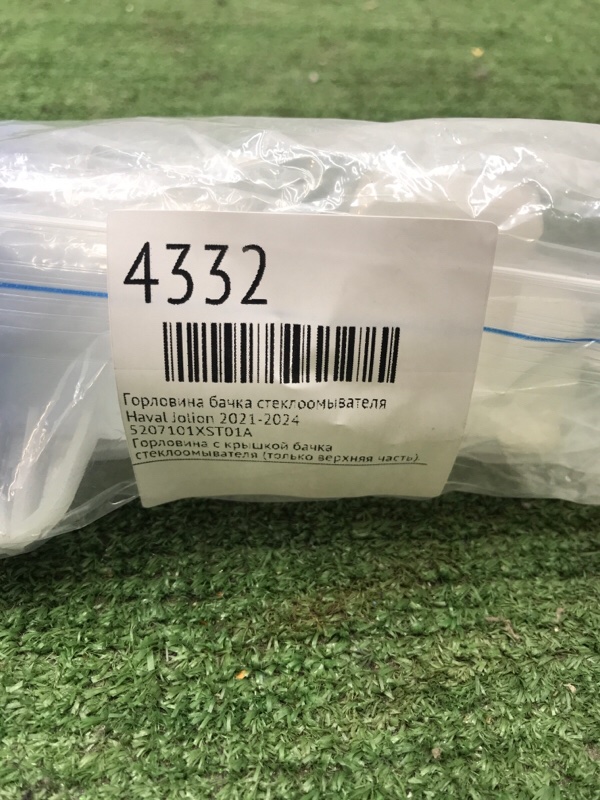 4332
Горловина бачка стеклоомывателя
Haval Jolion 2021-2024
5207101XST01A
Горловина с крышкой бачка
стеклоомывателя (только верхняя часть).